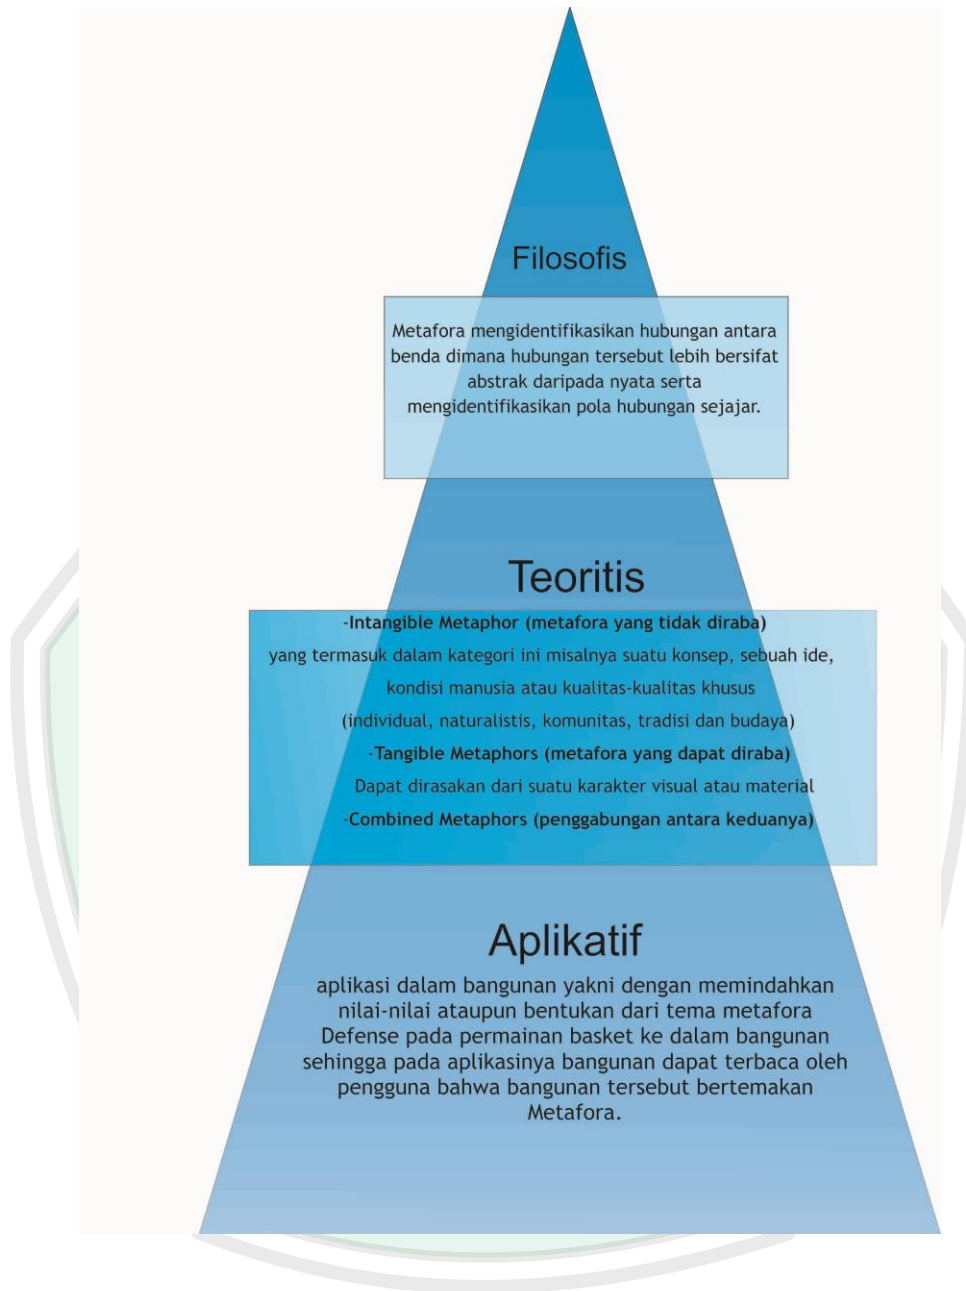 Filosofis
Metafora mengidentifikasikan hubungan antara
benda dimana hubungan tersebut lebih bersifat
abstrak daripada nyata serta
mengidentifikasikan pola hubungan sejajar.
Teoritis
-Intangible Metaphor (metafora yang tidak diraba)
yang termasuk dalam kategori ini misalnya suatu konsep, sebuah ide,
kondisi manusia atau kualitas-kualitas khusus
(individual, naturalistis, komunitas, tradisi dan budaya)
-Tangible Metaphors (metafora yang dapat diraba)
Dapat dirasakan dari suatu karakter visual atau material
-Combined Metaphors (penggabungan antara keduanya)
Aplikatif
aplikasi dalam bangunan yakni dengan memindahkan
nilai-nilai ataupun bentukan dari tema metafora
Defense pada permainan basket ke dalam bangunan
sehingga pada aplikasinya bangunan dapat terbaca oleh
pengguna bahwa bangunan tersebut bertemakan
Metafora.